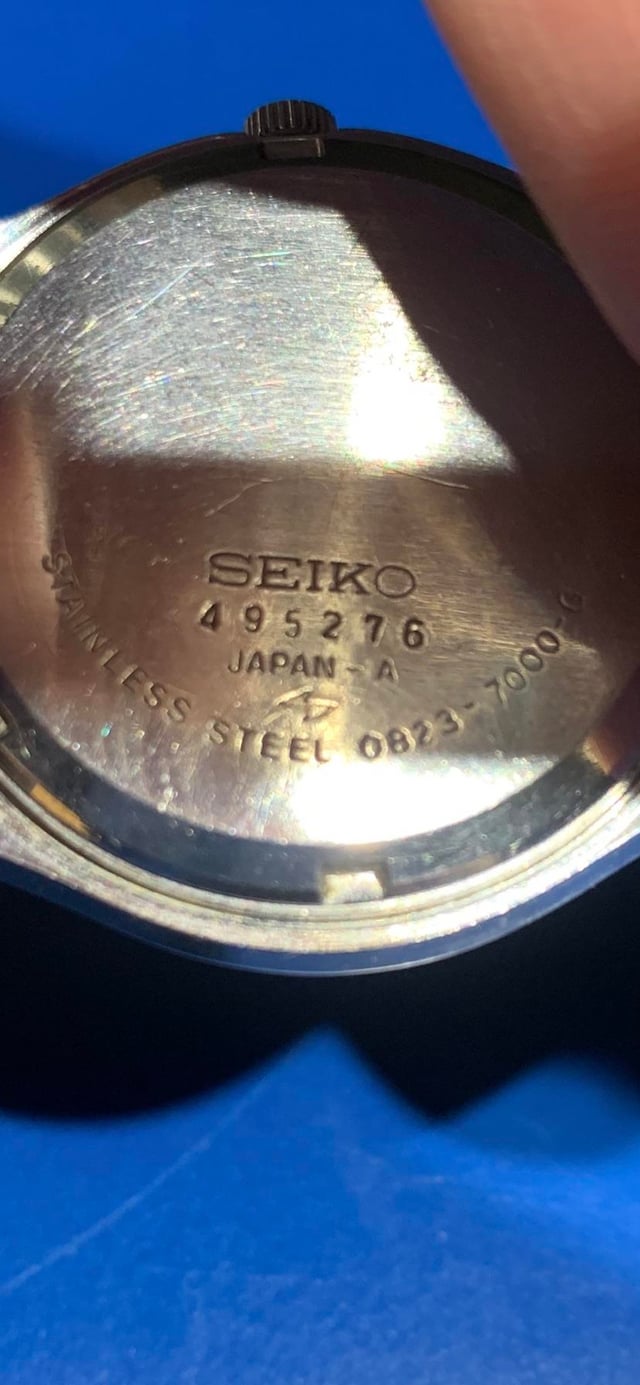 SEIKO
495276
JAPAN-A
STAINLESS STEEL 0823-7000-G